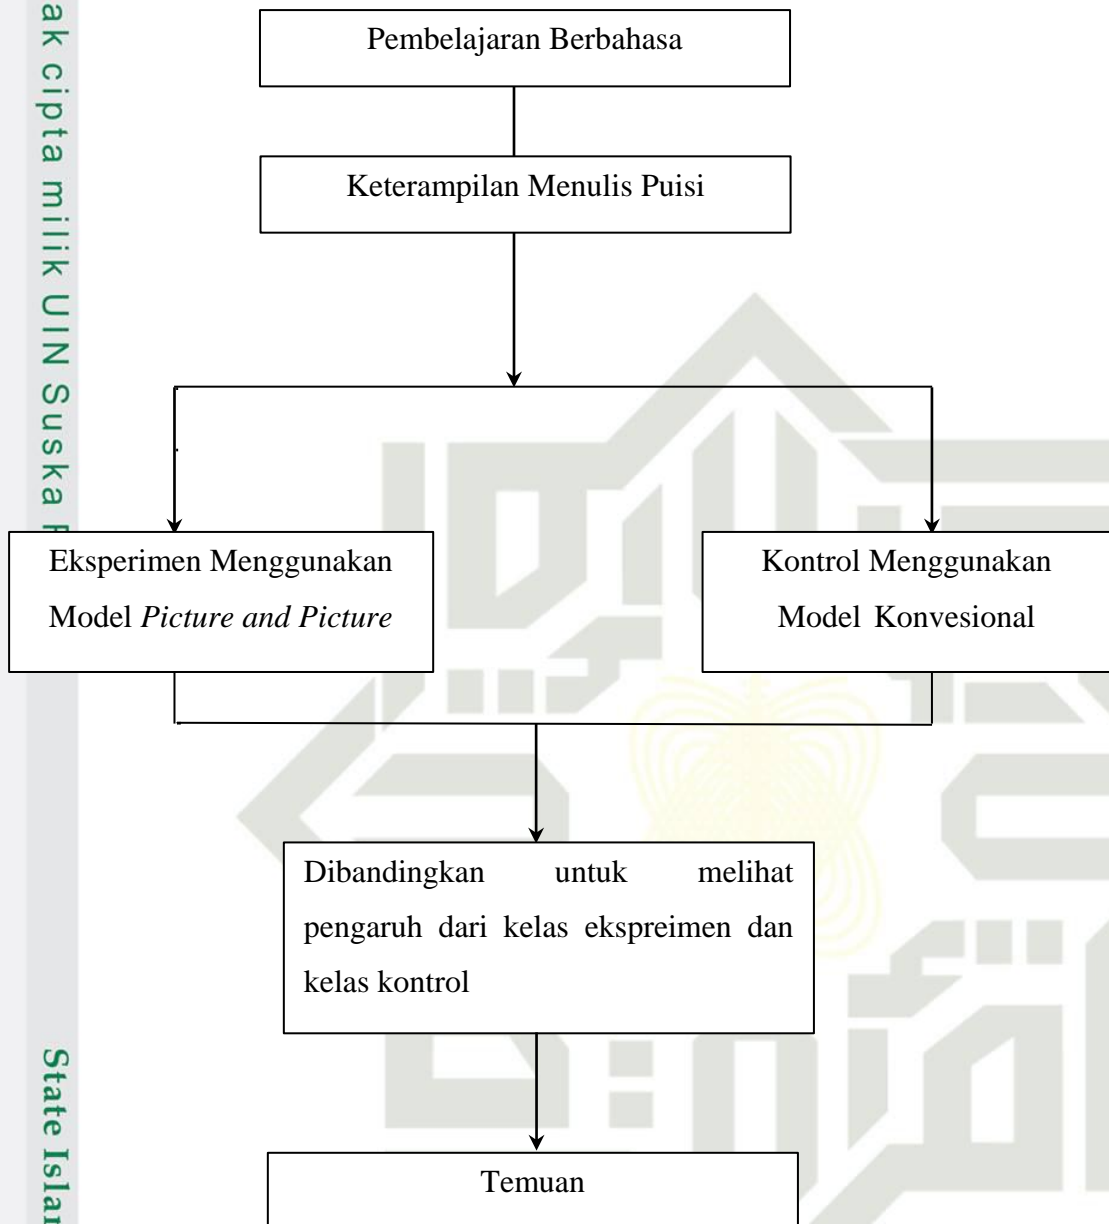 Pembelajaran Berbahasa
Keterampilan Menulis Puisi
Eksperimen Menggunakan
Model Picture and Picture
Kontrol Menggunakan
Model Konvesional
Dibandingkan untuk melihat
pengaruh dari kelas ekspreimen dan
kelas kontrol
Temuan
ak cipta milik UIN Suska
State Islam